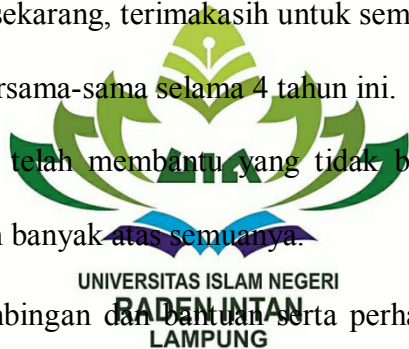 sekarang, terimakasih untuk sem
rsama-sama selama 4 tahun ini.
telah membantu yang tidak b
banyak atas semuanya.
UNIVERSITAS ISLAM NEGERI
RADEN INTAN
LAMPUNG
dan bantuan serta perha